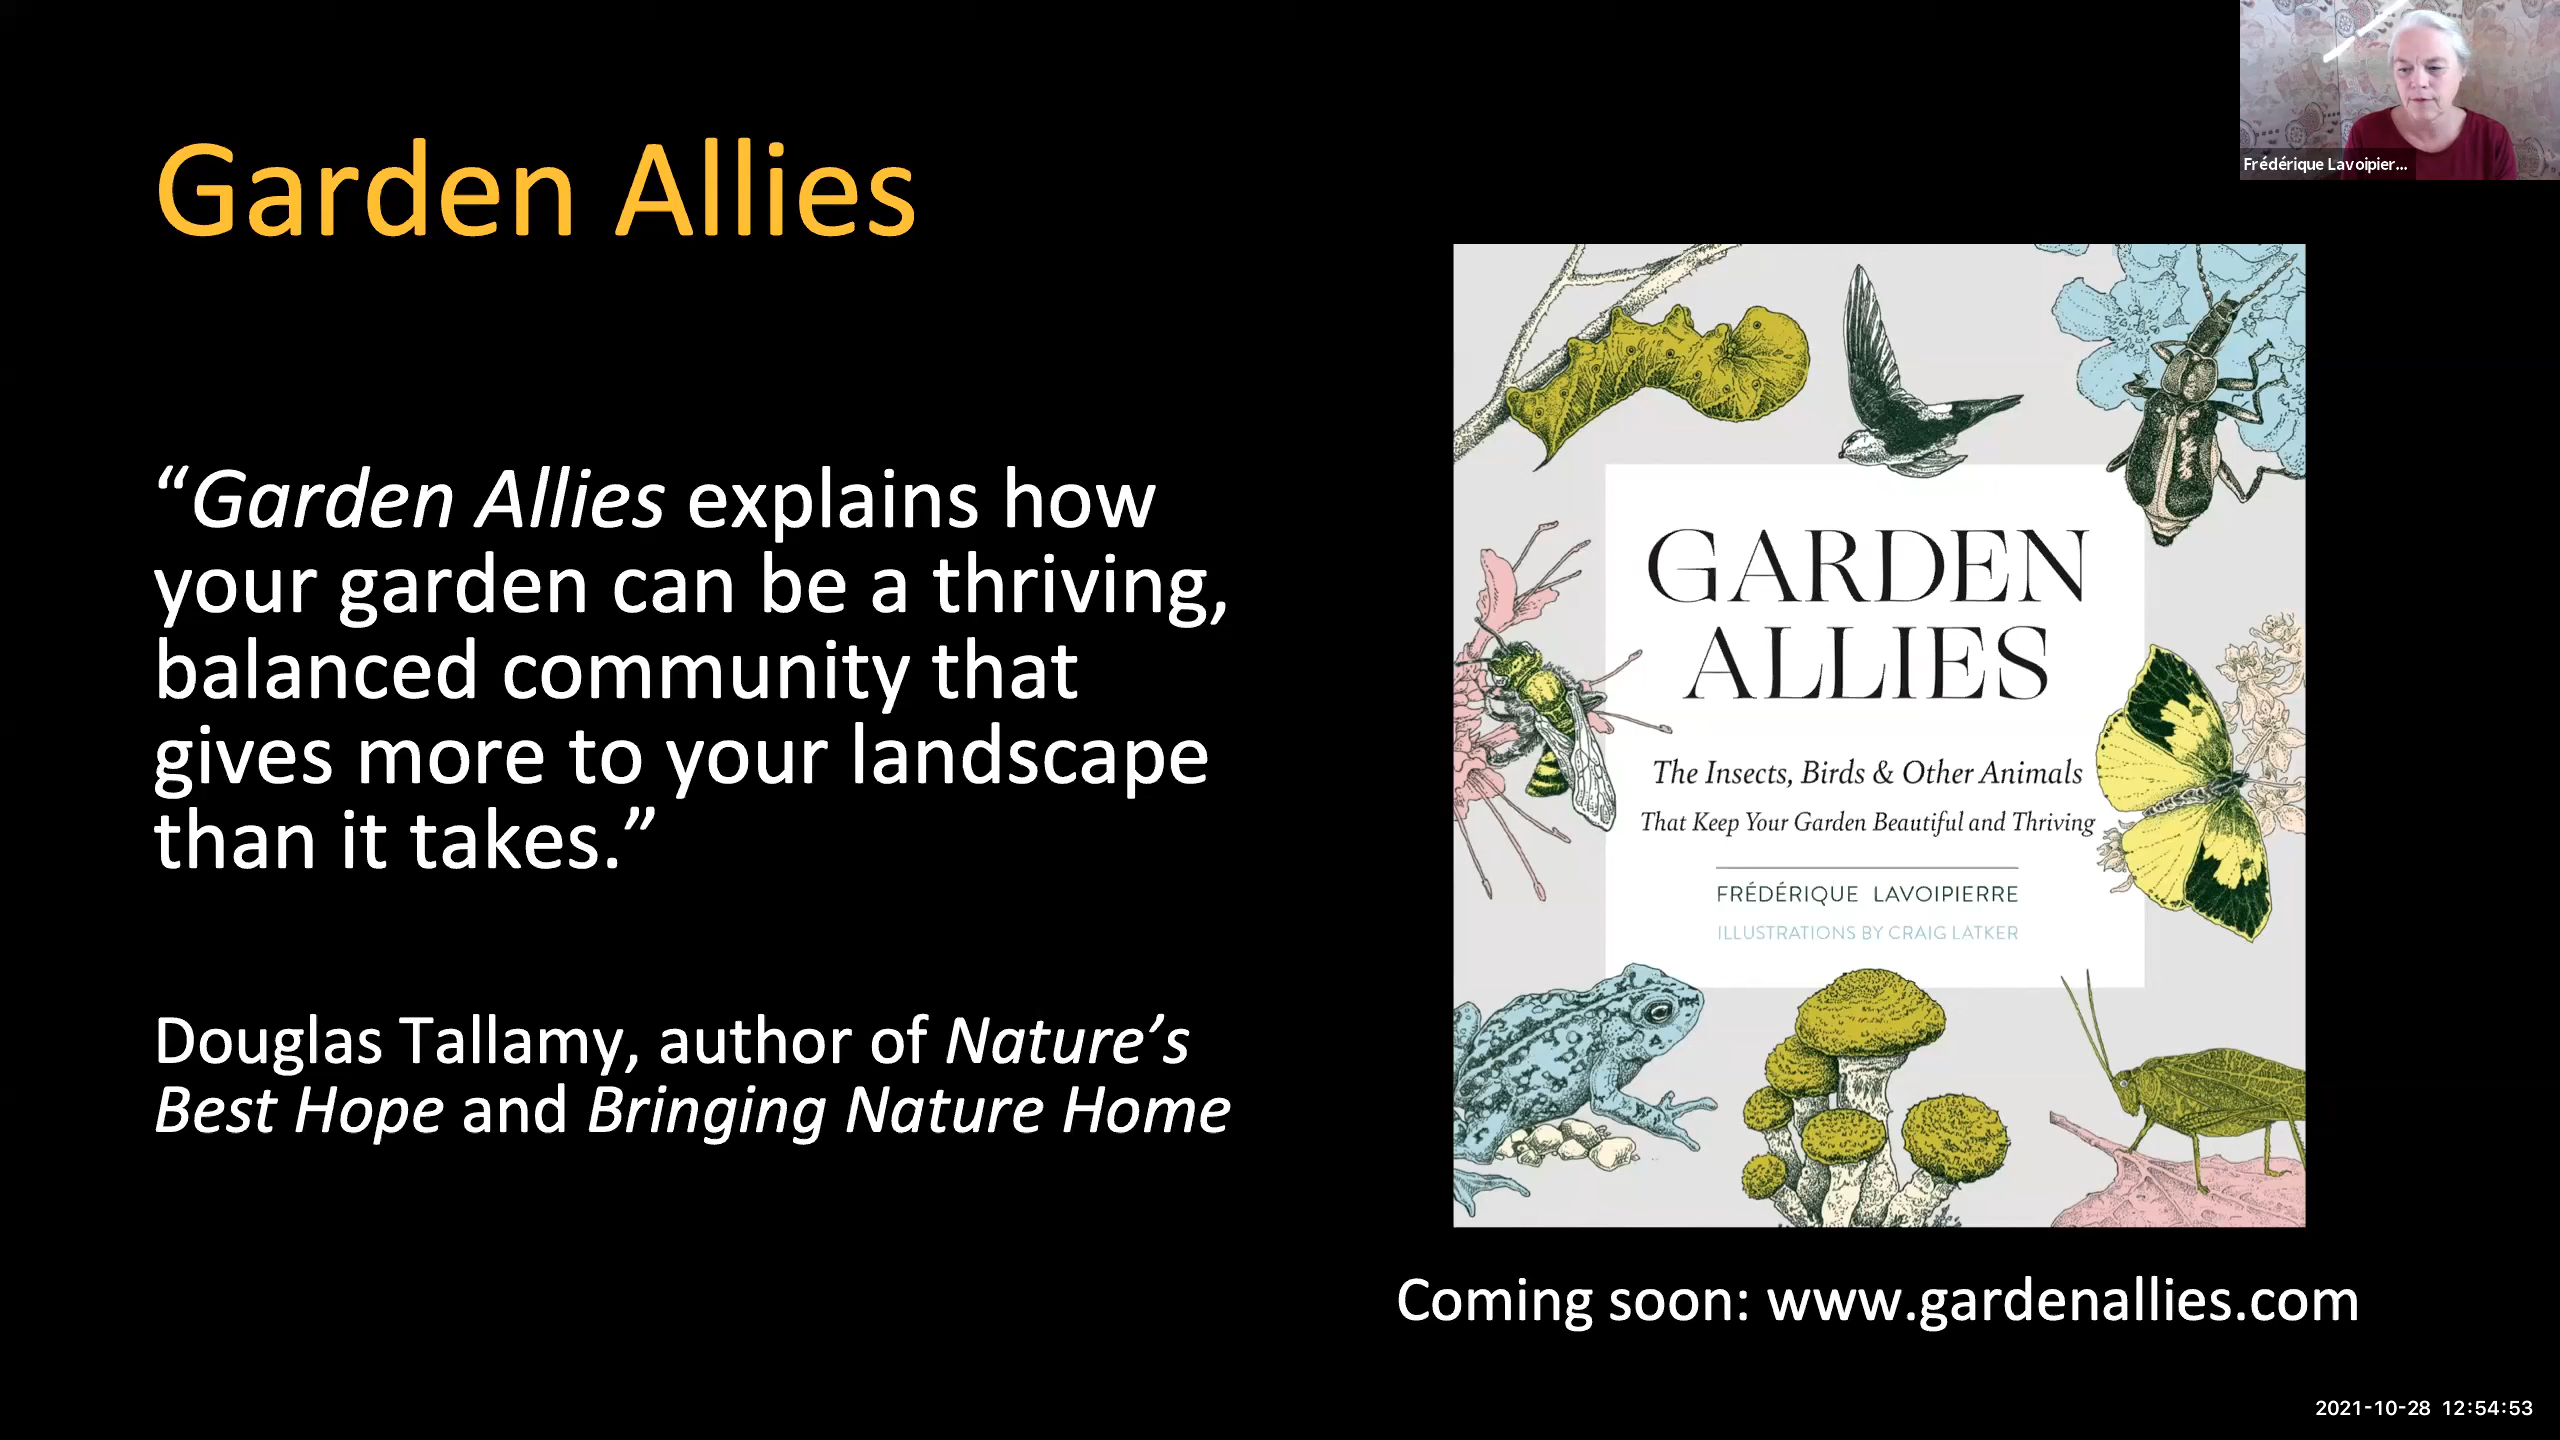 Frédérique Lavoipier...
Garden Allies
“Garden Allies explains how
your garden can be a thriving,
balanced community that
gives more to your landscape
than it takes.”
Douglas Tallamy, author of Nature’s
Best Hope and Bringing Nature Home
GARDEN
ALLIES
The Insects, Birds & Other Animals
That Keep Your Garden Beautiful and Thriving
FRÉDÉRIQUE LAVOIPIERRE
ILLUSTRATIONS BY CRAIG LATKER
Coming soon: www.gardenallies.com
2021-10-28 12:54:53